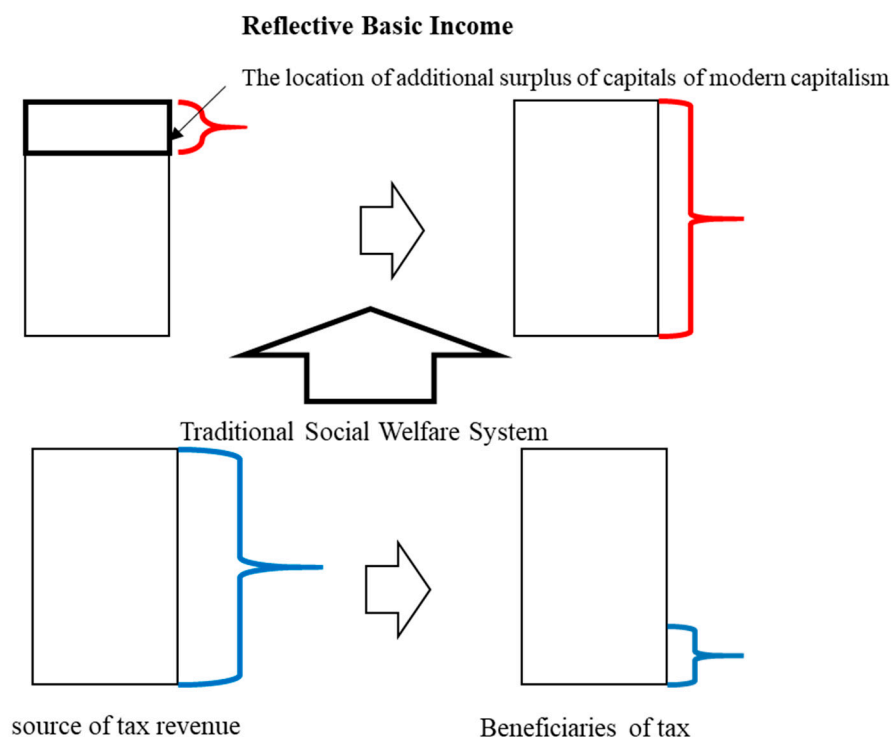 Reflective Basic Income
The location of additional surplus of capitals of modern capitalism
Traditional Social Welfare System
source of tax revenue
Beneficiaries of tax